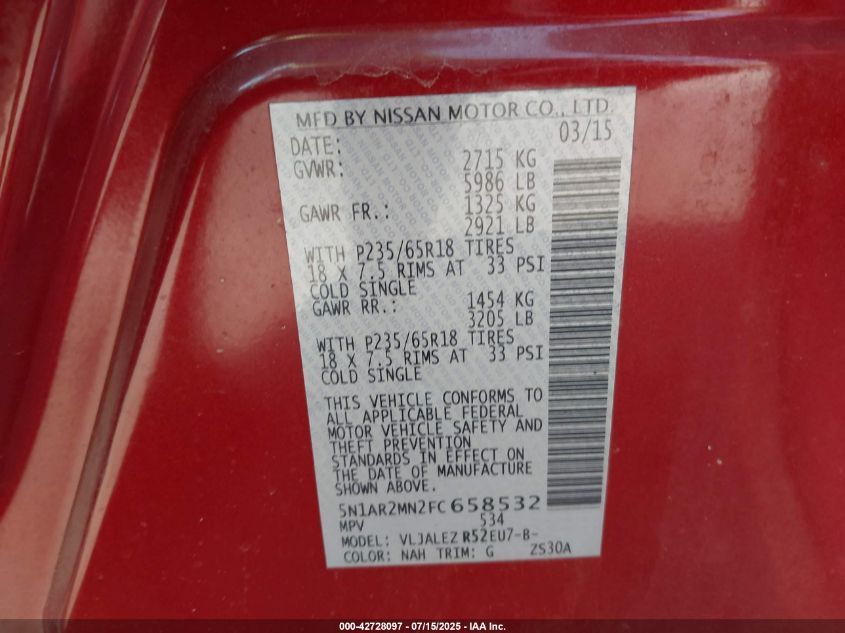 MFD BY NISSAN MOTOR CO., LTD.
DATE: 03/15
GVWR: 2715 KG
5986 LB
GAWR FR.: 1325 KG
2921 LB
WITH P235/65R18 TIRES
18 X 7.5 RIMS AT 33 PSI
COLD SINGLE
GAWR RR.: 1454 KG
3205 LB
WITH P235/65R18 TIRES
18 X 7.5 RIMS AT 33 PSI
COLD SINGLE
THIS VEHICLE CONFORMS TO
ALL APPLICABLE FEDERAL
MOTOR VEHICLE SAFETY AND
THEFT PREVENTION
STANDARDS IN EFFECT ON
THE DATE OF MANUFACTURE
SHOWN ABOVE.
5N1AR2MN2FC658532
MPV 534
MODEL: VLJALEZ R52EU7-B-
COLOR: NAH TRIM: G ZS30A
000-42728097 - 07/15/2025 - IAA Inc.